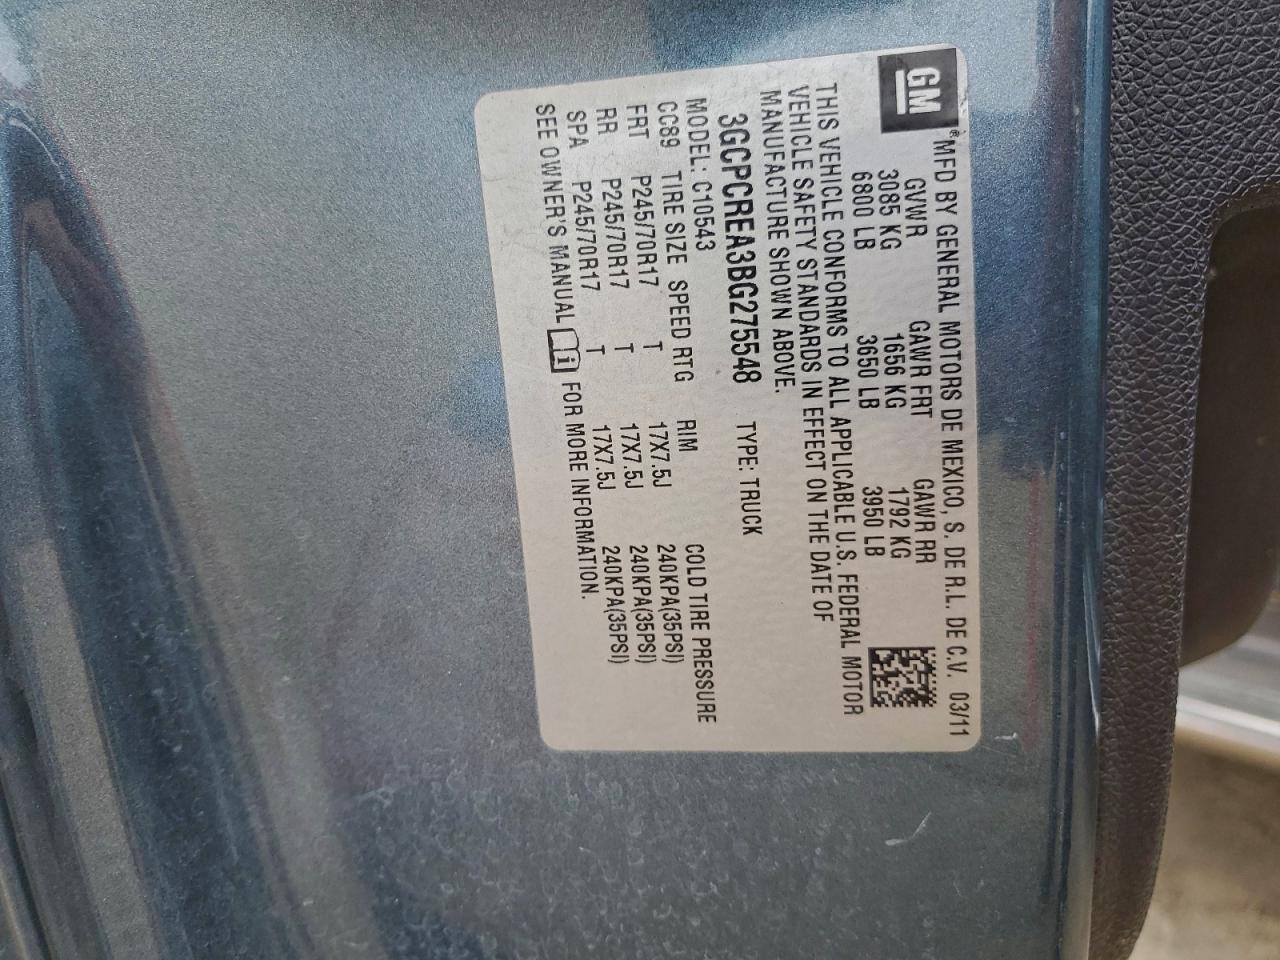 GM
® MFD BY GENERAL MOTORS DE MEXICO, S. DE R.L. DE C.V. 03/11
GVWR GAWR FRT GAWR RR
3085 KG 1656 KG 1792 KG
6800 LB 3650 LB 3950 LB
THIS VEHICLE CONFORMS TO ALL APPLICABLE U.S. FEDERAL MOTOR
VEHICLE SAFETY STANDARDS IN EFFECT ON THE DATE OF
MANUFACTURE SHOWN ABOVE.
3GCPCREA3BG275548 TYPE: TRUCK
MODEL: C10543
CC89 TIRE SIZE SPEED RTG RIM COLD TIRE PRESSURE
FRT P245/70R17 T 17X7.5J 240KPA(35PSI)
RR P245/70R17 T 17X7.5J 240KPA(35PSI)
SPA P245/70R17 T 17X7.5J 240KPA(35PSI)
SEE OWNER'S MANUAL i FOR MORE INFORMATION.